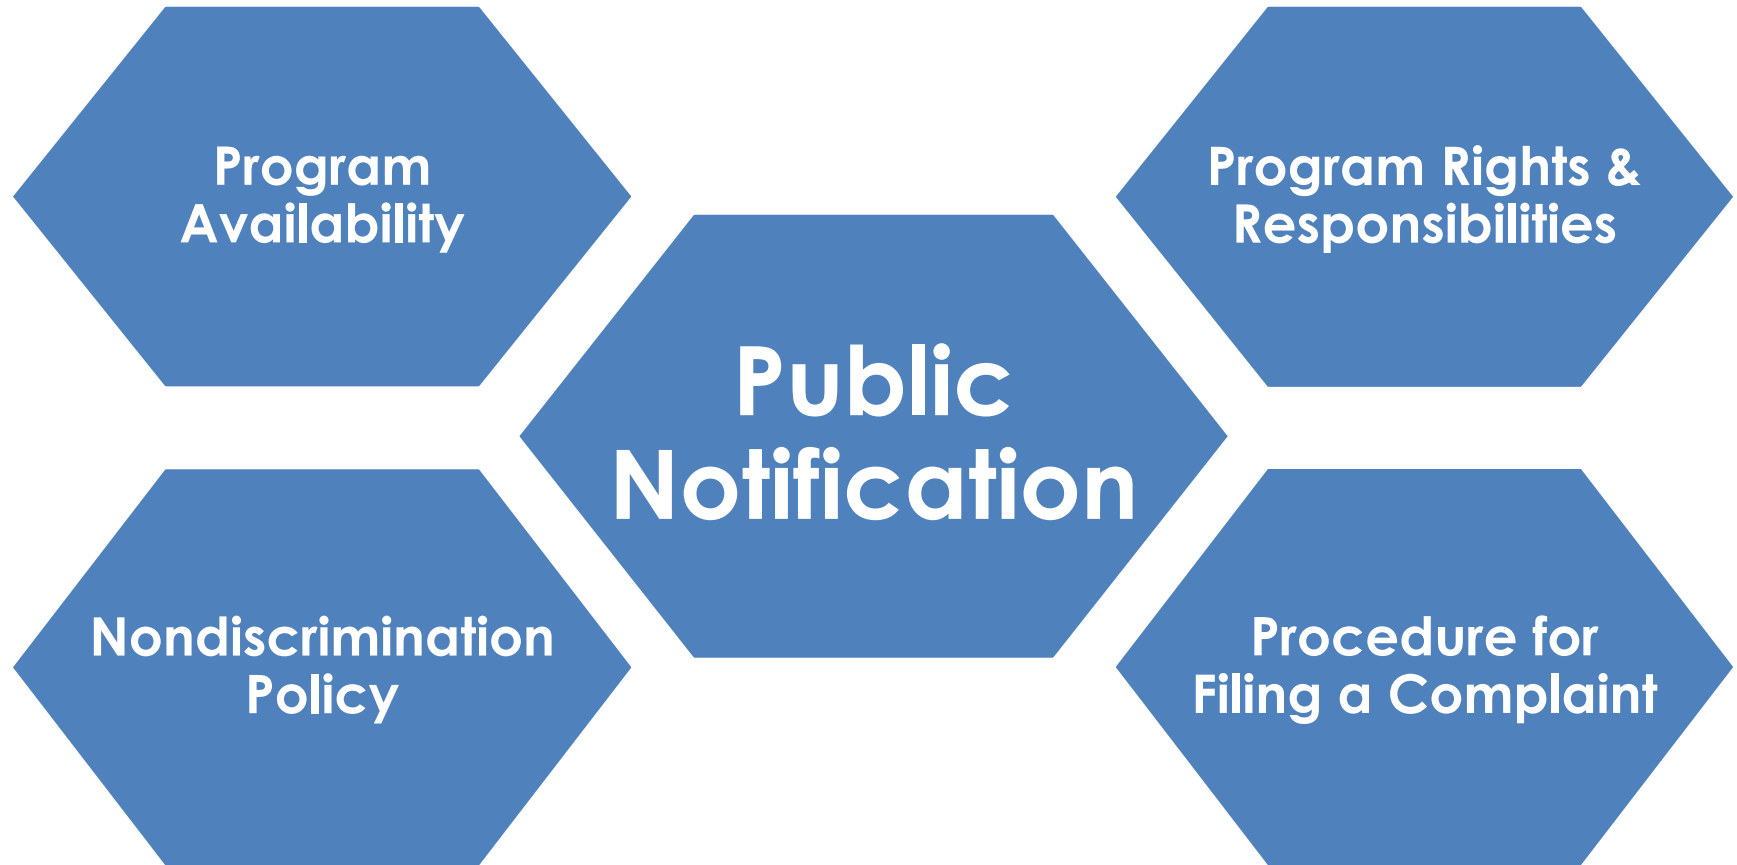 Program
Availability
Program Rights &
Responsibilities
Public
Notification
Nondiscrimination
Policy
Procedure for
Filing a Complaint